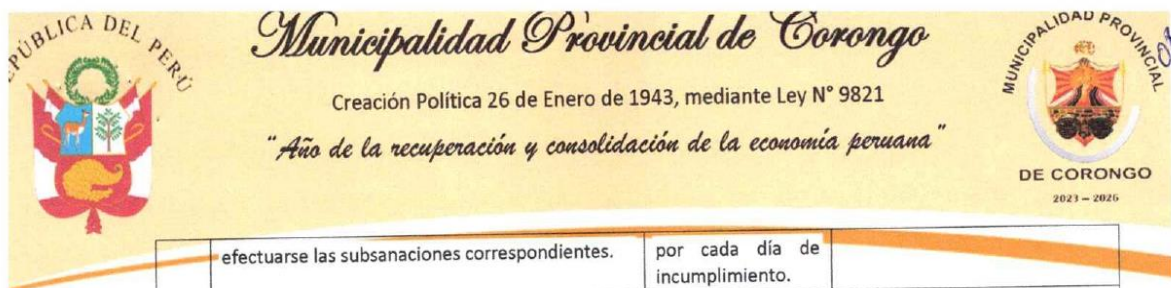 REPÚBLICA DEL PERÚ
Municipalidad Provincial de Corongo
Creación Política 26 de Enero de 1943, mediante Ley N° 9821
"Año de la recuperación y consolidación de la economía peruana"
MUNICIPALIDAD PROVINCIAL
DE CORONGO
2023 – 2026
efectuarse las subsanaciones correspondientes.
por cada día de
incumplimiento.